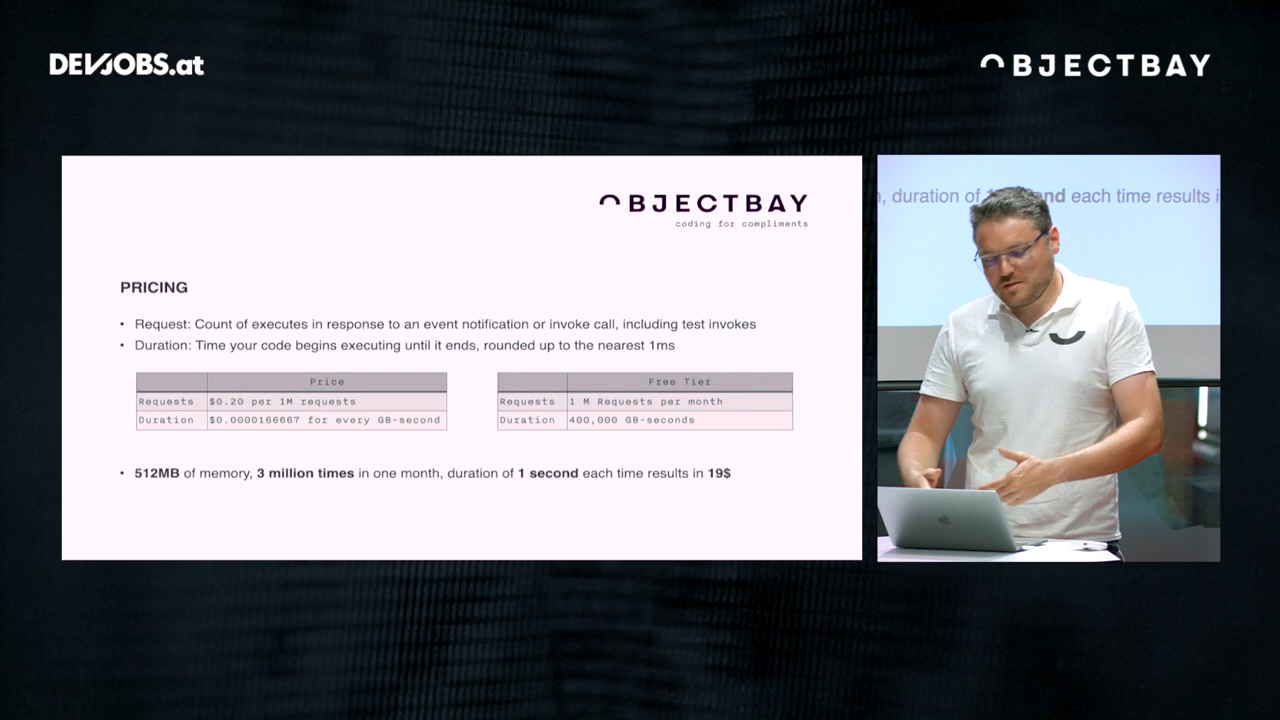 DEVJOBS.at
OBJECTBAY
OBJECTBAY
coding for compliments
PRICING
• Request: Count of executes in response to an event notification or invoke call, including test invokes
• Duration: Time your code begins executing until it ends, rounded up to the nearest 1ms
Price
Requests $0.20 per 1M requests
Duration $0.0000166667 for every GB-second
Free Tier
Requests 1 M Requests per month
Duration 400,000 GB-seconds
• 512MB of memory, 3 million times in one month, duration of 1 second each time results in 19$
, duration of 1 second each time results i